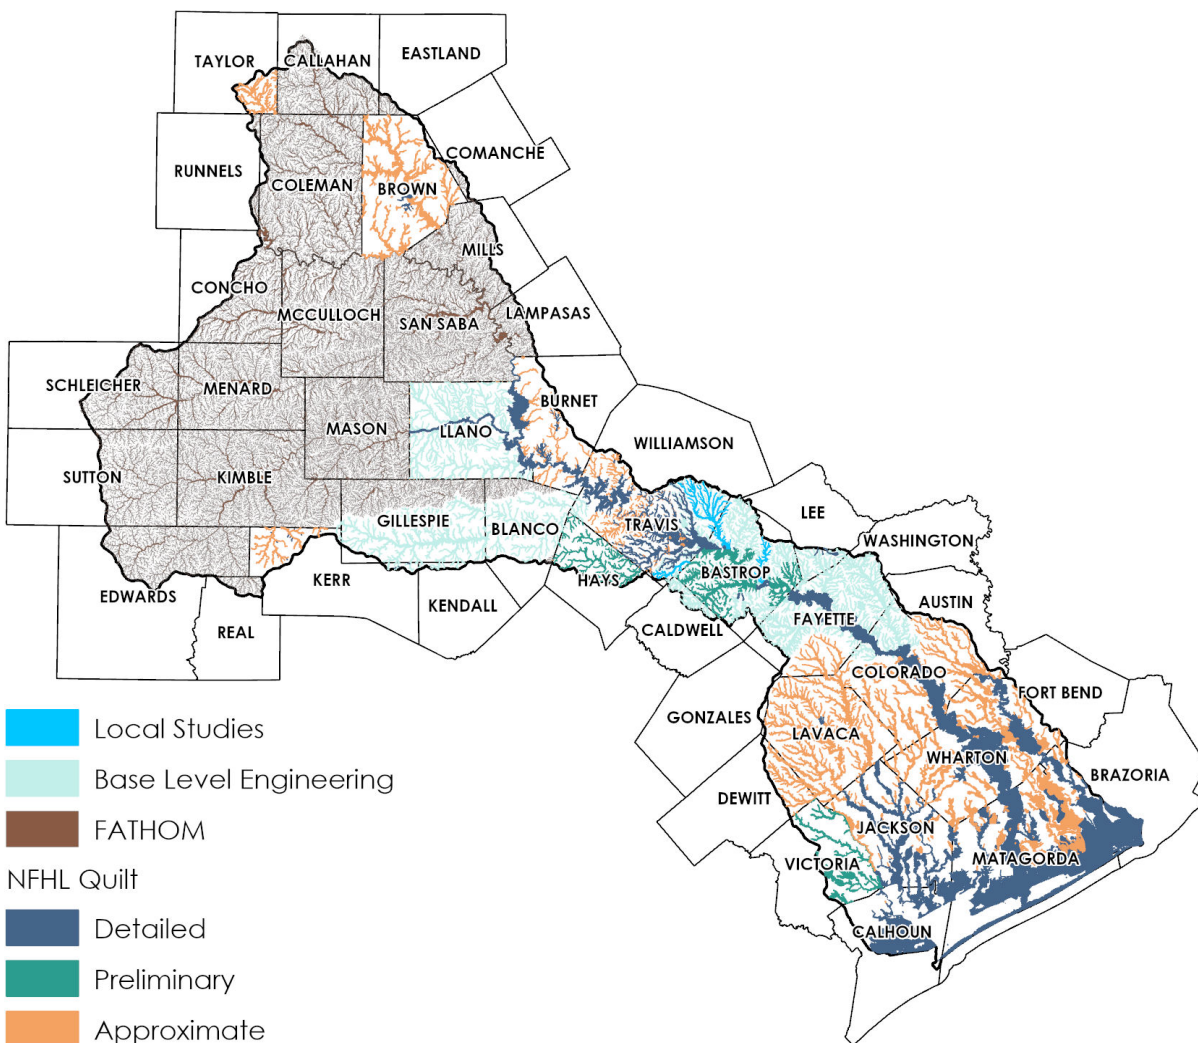 TAYLOR
CALLAHAN
EASTLAND
RUNNELS
COLEMAN
BROWN
COMANCHE
CONCHO
MCCULLOCH
SAN SABA
MILLS
LAMPASAS
SCHLEICHER
MENARD
MASON
LLANO
BURNET
WILLIAMSON
SUTTON
KIMBLE
GILLESPIE
BLANCO
TRAVIS
LEE
WASHINGTON
EDWARDS
REAL
KERR
KENDALL
HAYS
BASTROP
CALDWELL
FAYETTE
AUSTIN
COLORADO
FORT BEND
GONZALES
LAVACA
WHARTON
BRAZORIA
DEWITT
JACKSON
VICTORIA
MATAGORDA
CALHOUN
Local Studies
Base Level Engineering
FATHOM
NFHL Quilt
Detailed
Preliminary
Approximate